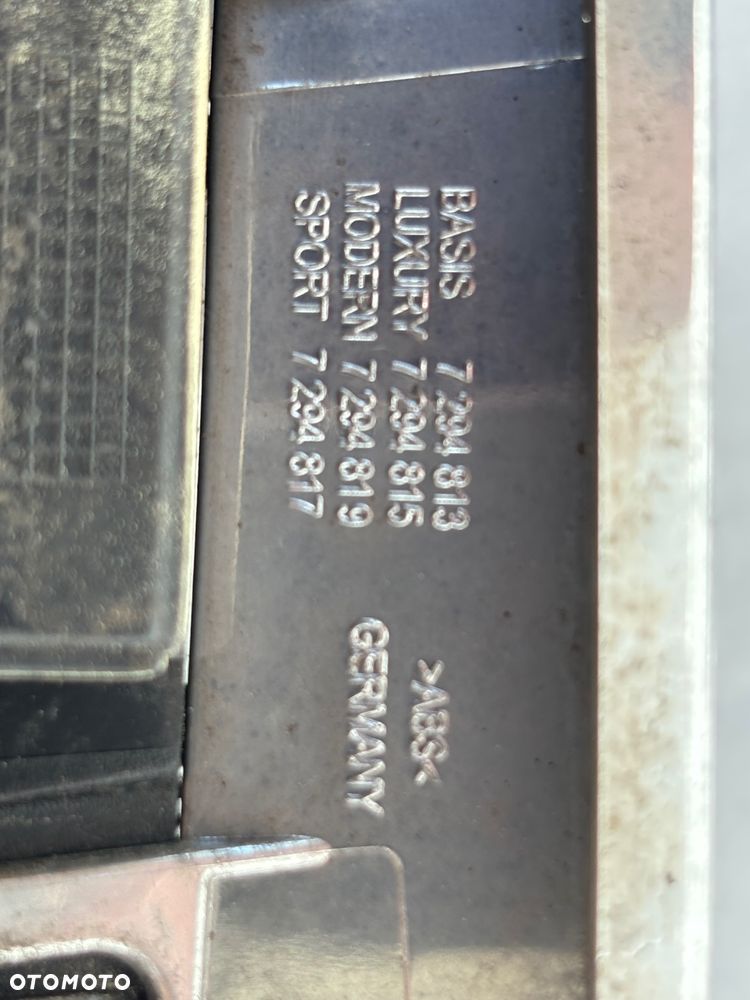 BASIS 7 294 813
LUXURY 7 294 815
MODERN 7 294 819
SPORT 7 294 817
>ABS<
GERMANY
OTOMOTO